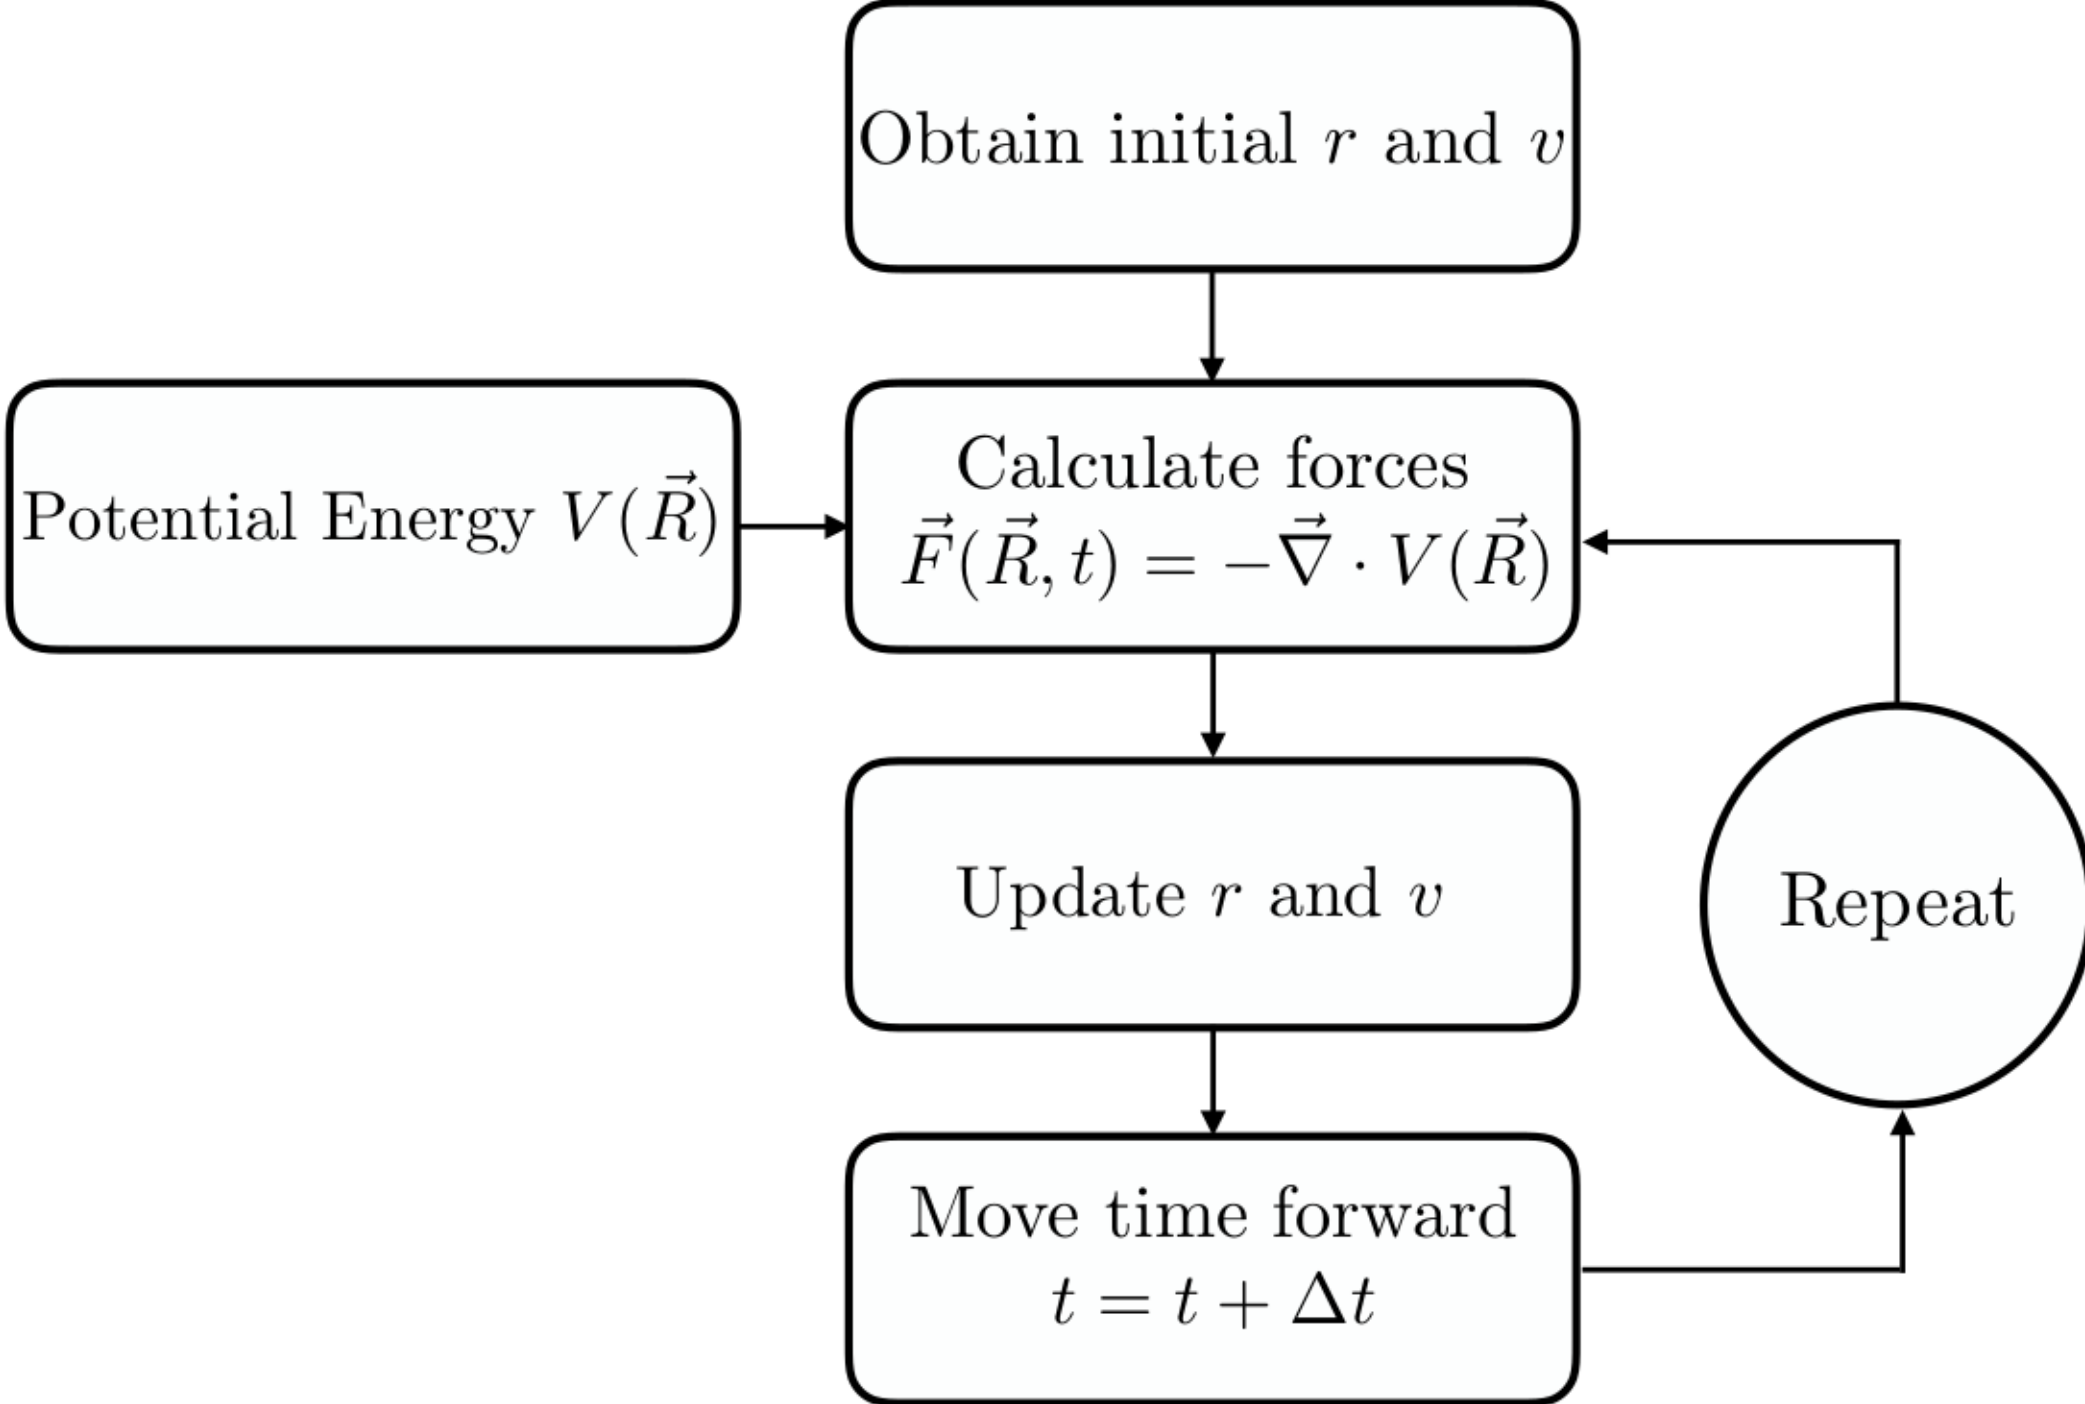 Obtain initial r and v
Potential Energy V(R⃗)
Calculate forces
F⃗(R⃗, t) = −∇⃗ · V(R⃗)
Update r and v
Repeat
Move time forward
t = t + Δt